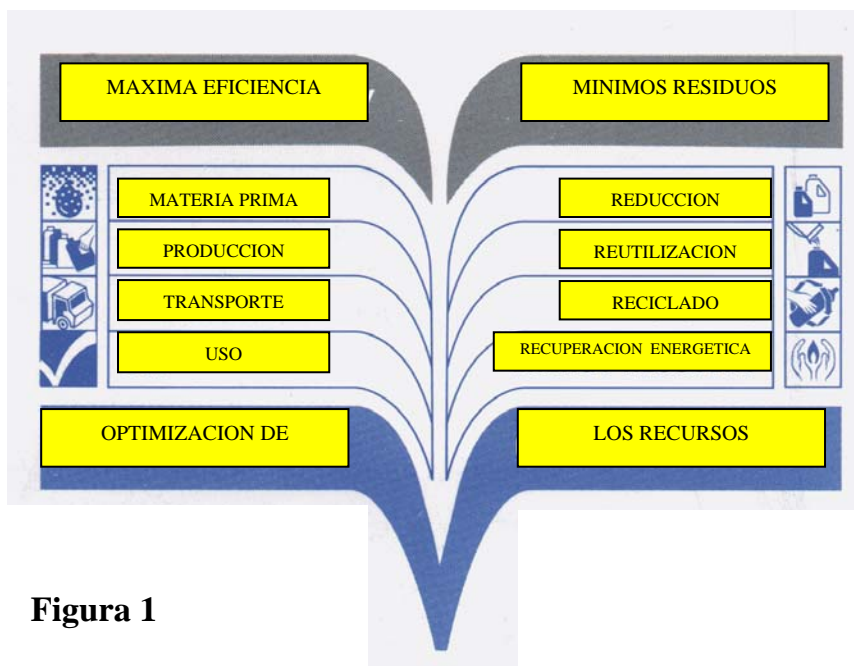 MAXIMA EFICIENCIA
MINIMOS RESIDUOS
MATERIA PRIMA
REDUCCION
PRODUCCION
REUTILIZACION
TRANSPORTE
RECICLADO
USO
RECUPERACION ENERGETICA
OPTIMIZACION DE
LOS RECURSOS
Figura 1